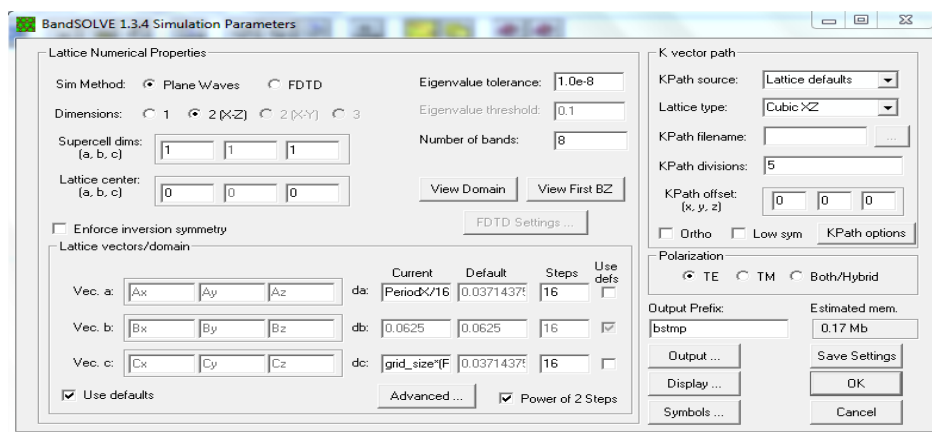 BandSOLVE 1.3.4 Simulation Parameters
Lattice Numerical Properties
Sim Method: Plane Waves FDTD
Dimensions: 1 2 (X-Z) 2 (X-Y) 3
Supercell dims:
(a, b, c)
1 1 1
Lattice center:
(a, b, c)
0 0 0
Enforce inversion symmetry
Eigenvalue tolerance: 1.0e-8
Eigenvalue threshold: 0.1
Number of bands: 8
View Domain View First BZ
FDTD Settings ...
Lattice vectors/domain
Current Default Steps Use
defs
Vec. a: Ax Ay Az da: PeriodX/16 0.0371437 16
Vec. b: Bx By Bz db: 0.0625 0.0625 16
Vec. c: Cx Cy Cz dc: grid_size*(F 0.0371437 16
Use defaults Advanced ... Power of 2 Steps
K vector path
KPath source: Lattice defaults
Lattice type: Cubic XZ
KPath filename: ...
KPath divisions: 5
KPath offset:
(x, y, z)
0 0 0
Ortho Low sym KPath options
Polarization
TE TM Both/Hybrid
Output Prefix: Estimated mem.
bstmp 0.17 Mb
Output ... Save Settings
Display ... OK
Symbols ... Cancel